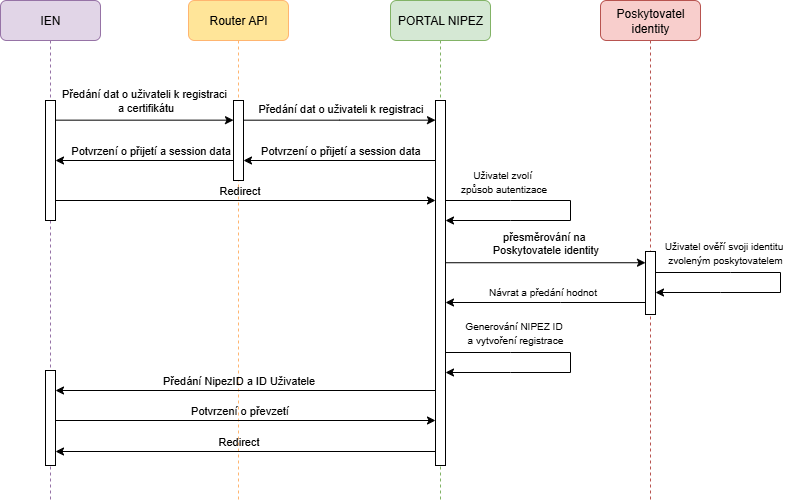 IEN
Router API
PORTAL NIPEZ
Poskytovatel
identity
Předání dat o uživateli k registraci
a certifikátu
Předání dat o uživateli k registraci
Potvrzení o přijetí a session data
Potvrzení o přijetí a session data
Redirect
Uživatel zvolí
způsob autentizace
přesměrování na
Poskytovatele identity
Uživatel ověří svoji identitu
zvoleným poskytovatelem
Návrat a předání hodnot
Generování NIPEZ ID
a vytvoření registrace
Předání NipezID a ID Uživatele
Potvrzení o převzetí
Redirect